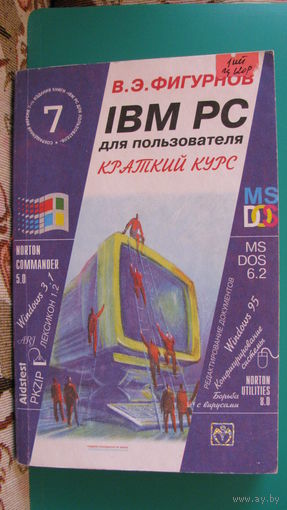 В.Э.ФИГУРНОВ
IBM PC
для пользователя
КРАТКИЙ КУРС
7
MS
DOS
MS
DOS
6.2
NORTON
COMMANDER
5.0
Windows 3.1
ЛЕКСИКОН 1.2
ARJ
PKZIP
Aidstest
РЕДАКТИРОВАНИЕ ДОКУМЕНТОВ
Windows 95
Конфигурирование
системы
NORTON
UTILITIES
8.0
Борьба
с вирусами
ay.by